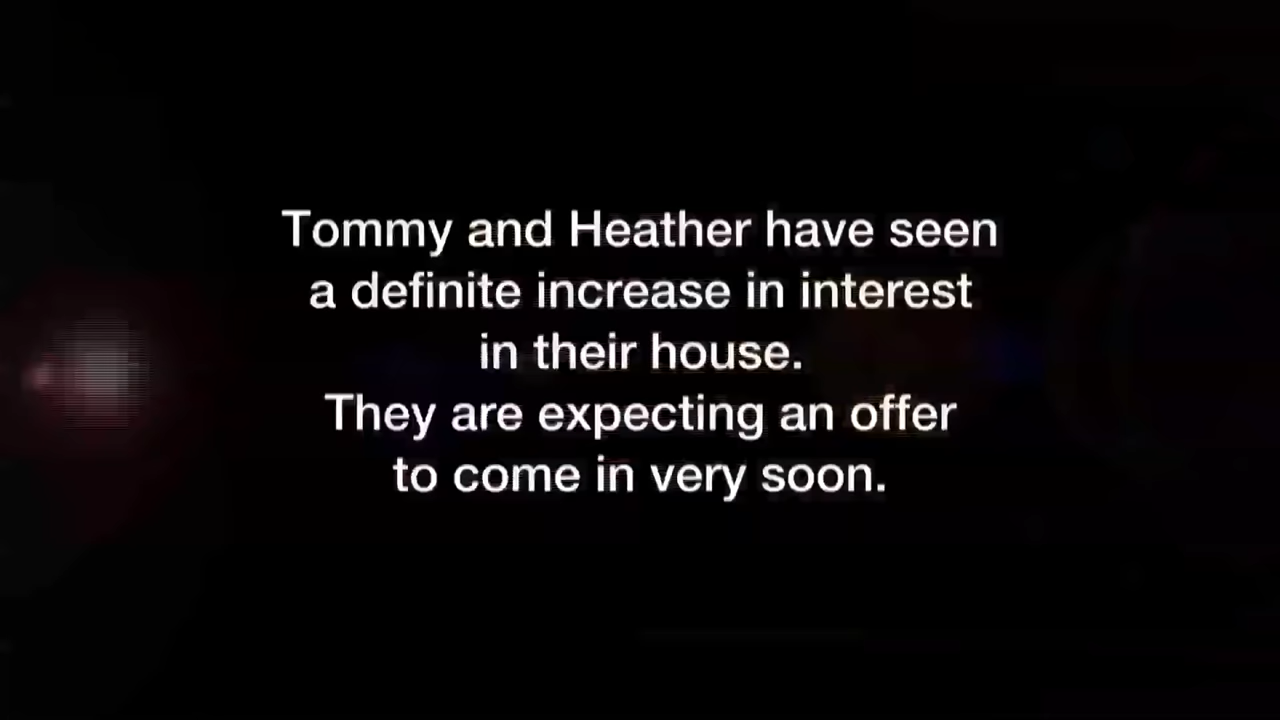 Tommy and Heather have seen
a definite increase in interest
in their house.
They are expecting an offer
to come in very soon.